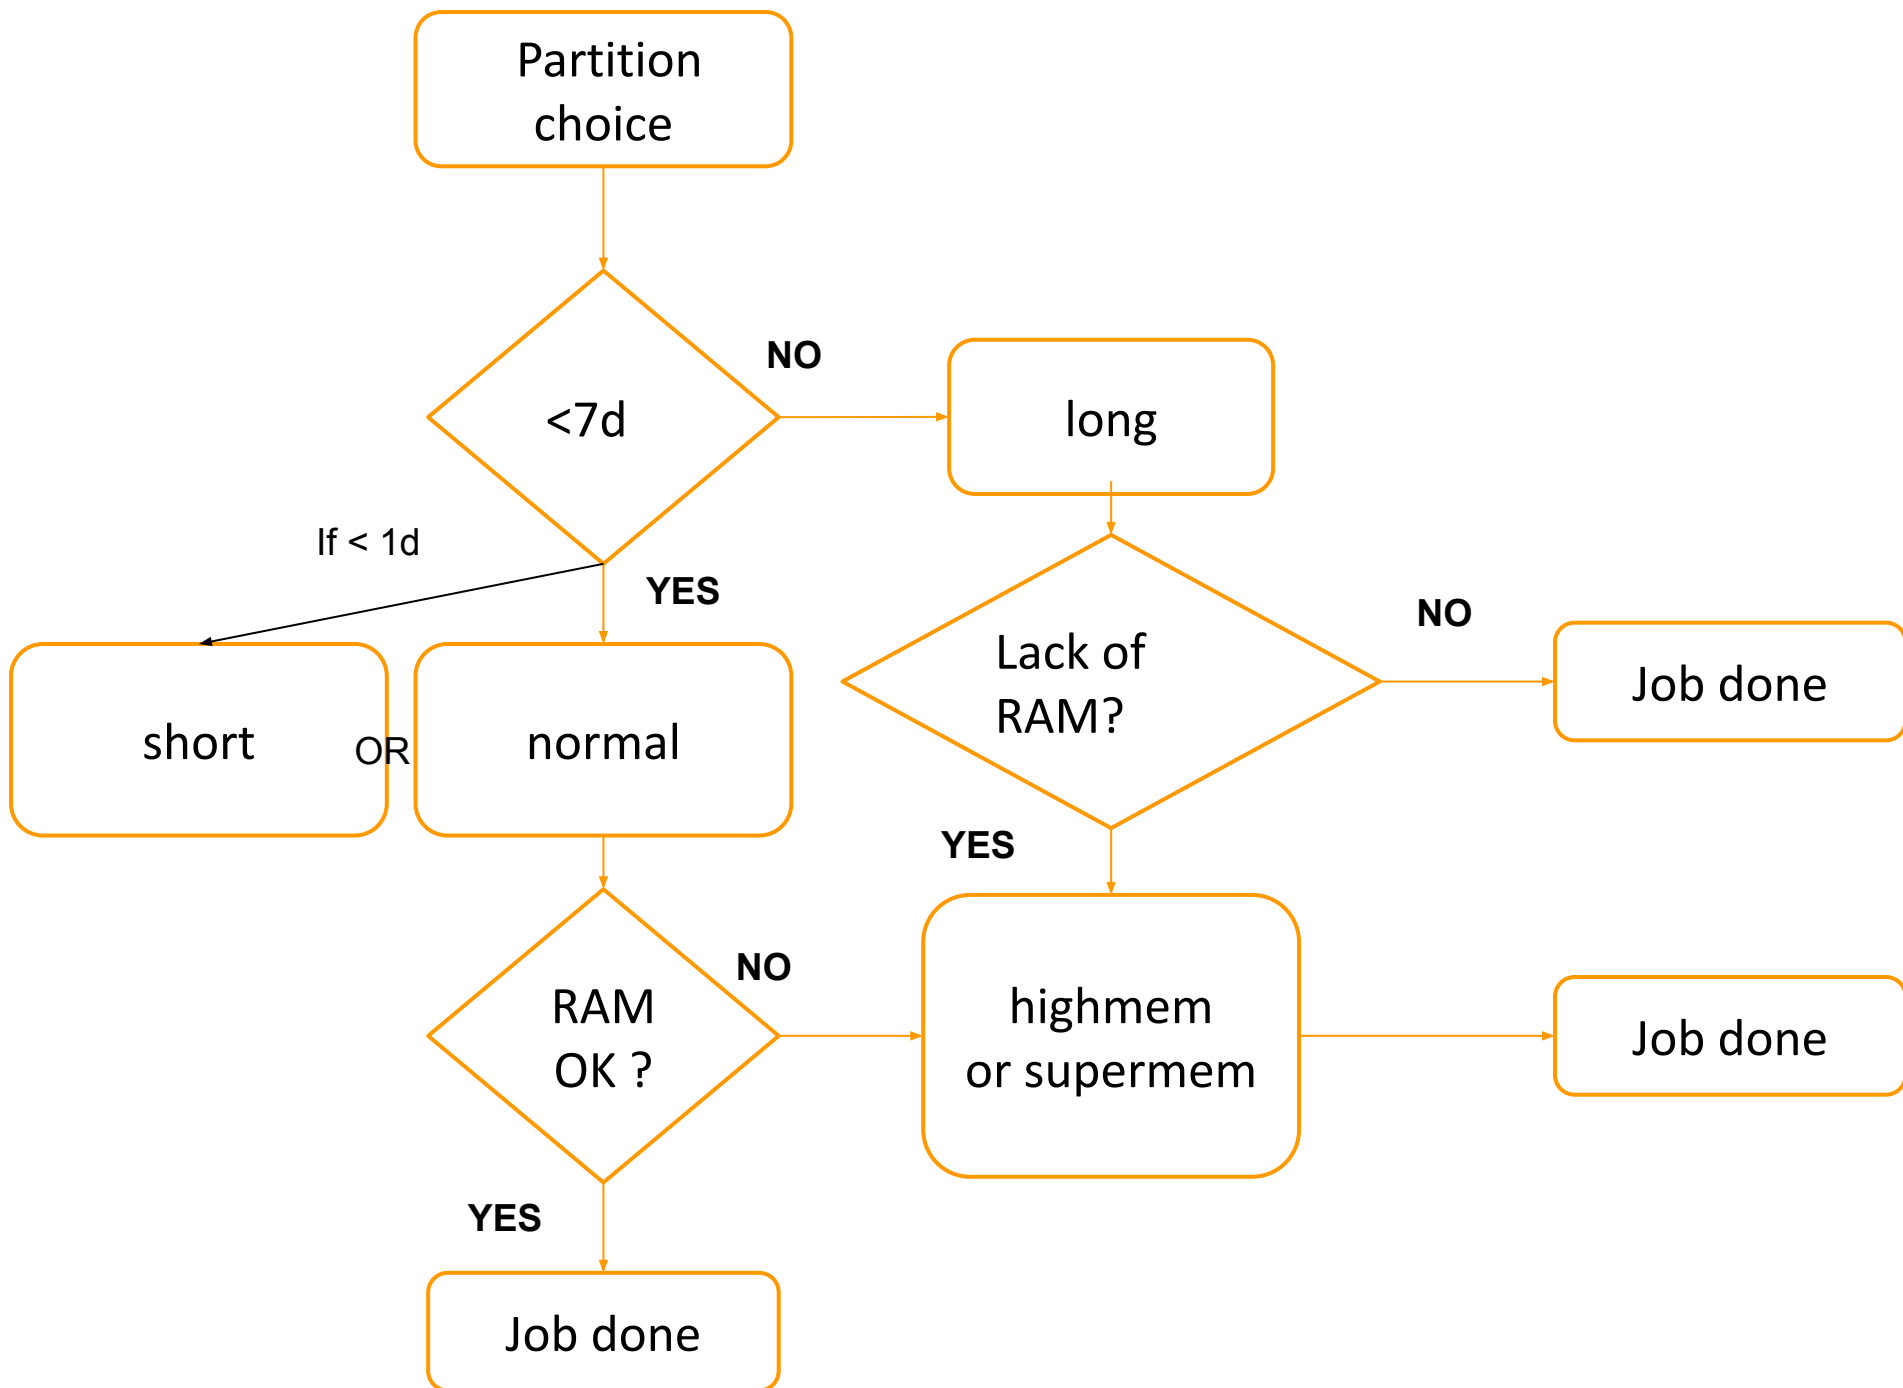 Partition
choice
NO
<7d
long
If < 1d
YES
NO
Lack of
RAM?
Job done
short
OR
normal
YES
NO
RAM
OK ?
highmem
or supermem
Job done
YES
Job done